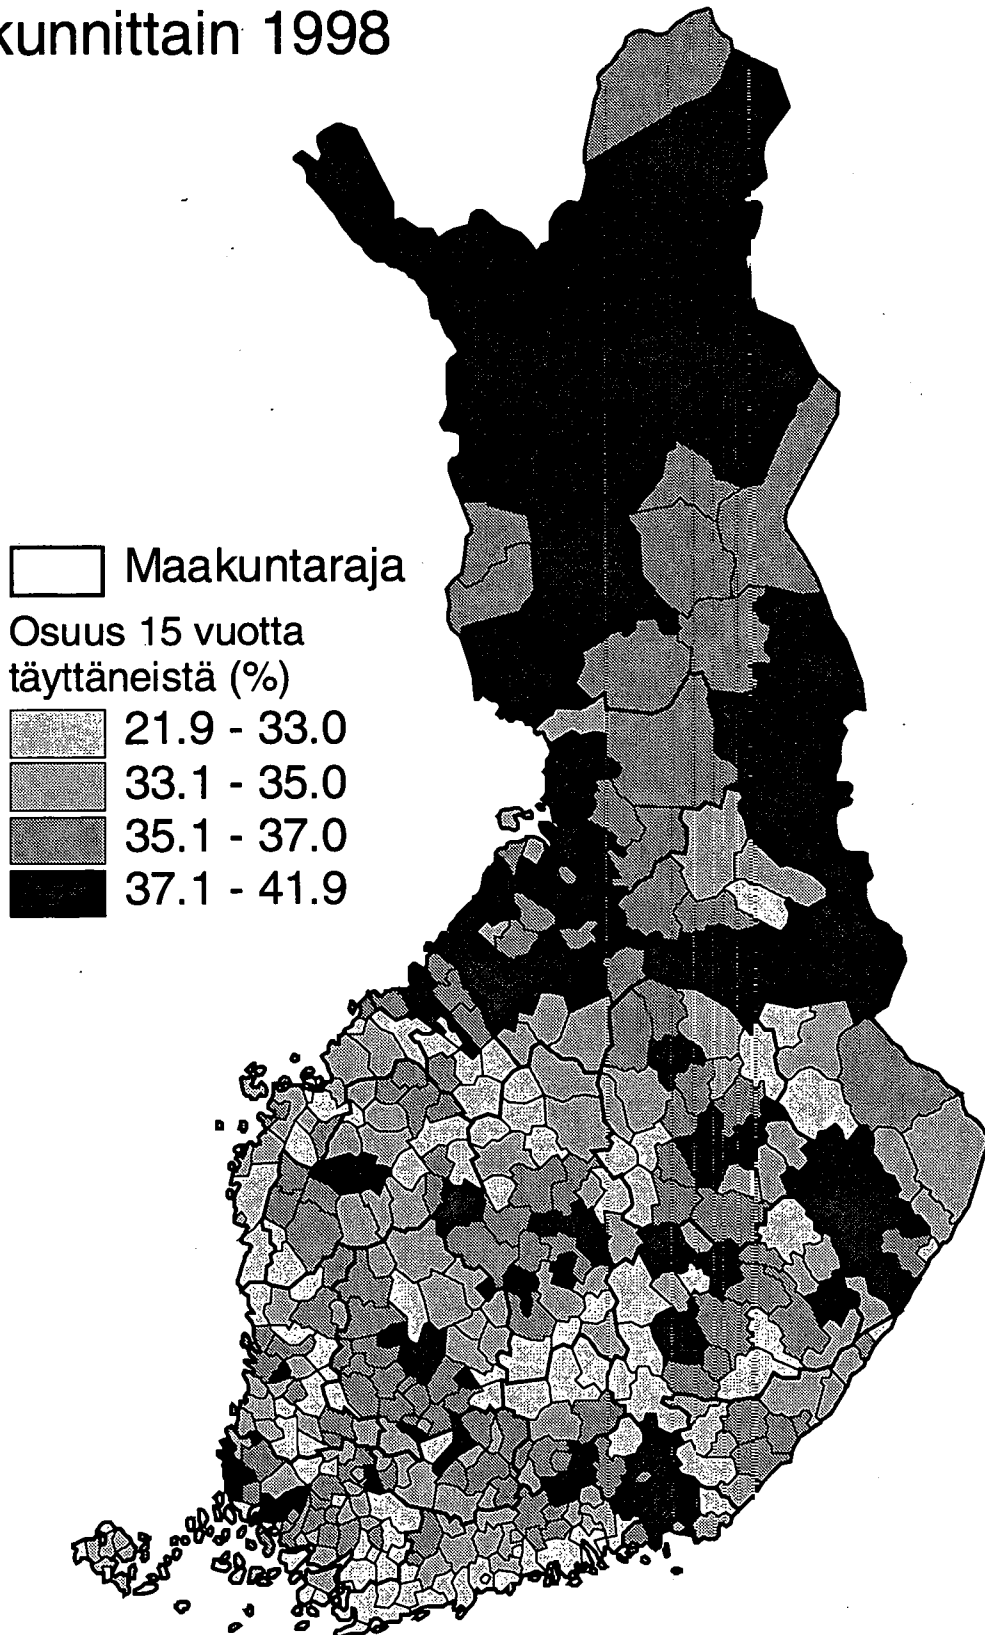 kunnittain 1998
Maakuntaraja
Osuus 15 vuotta
täyttäneistä (%)
21.9 - 33.0
33.1 - 35.0
35.1 - 37.0
37.1 - 41.9